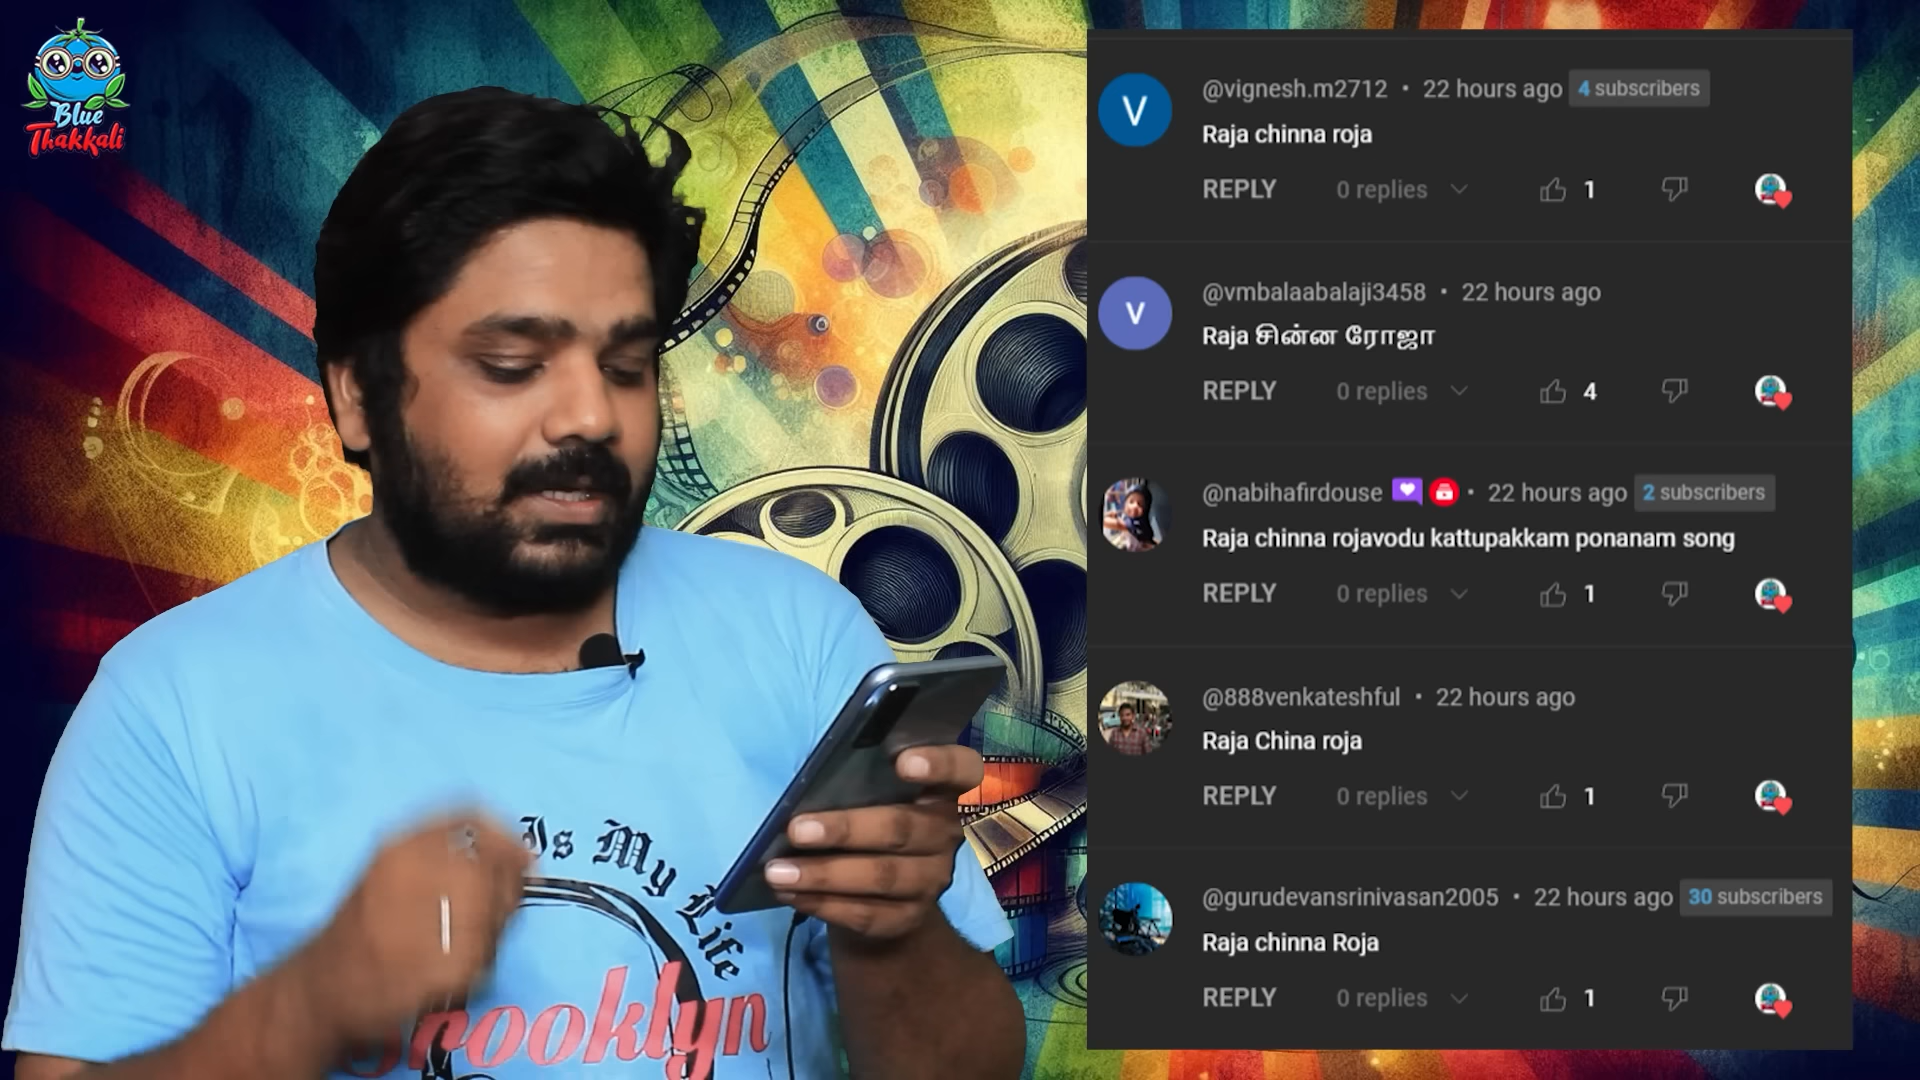 Blue
Thakkali
Is My Life
Brooklyn
@vignesh.m2712 • 22 hours ago 4 subscribers
Raja chinna roja
REPLY 0 replies 1
@vmbalaabalaji3458 • 22 hours ago
Raja சின்ன ரோஜா
REPLY 0 replies 4
@nabihafirdouse • 22 hours ago 2 subscribers
Raja chinna rojavodu kattupakkam ponanam song
REPLY 0 replies 1
@888venkateshful • 22 hours ago
Raja China roja
REPLY 0 replies 1
@gurudevansrinivasan2005 • 22 hours ago 30 subscribers
Raja chinna Roja
REPLY 0 replies 1
V
V